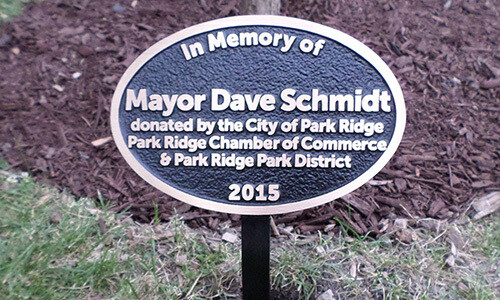 In Memory of
Mayor Dave Schmidt
donated by the City of Park Ridge
Park Ridge Chamber of Commerce
& Park Ridge Park District
2015